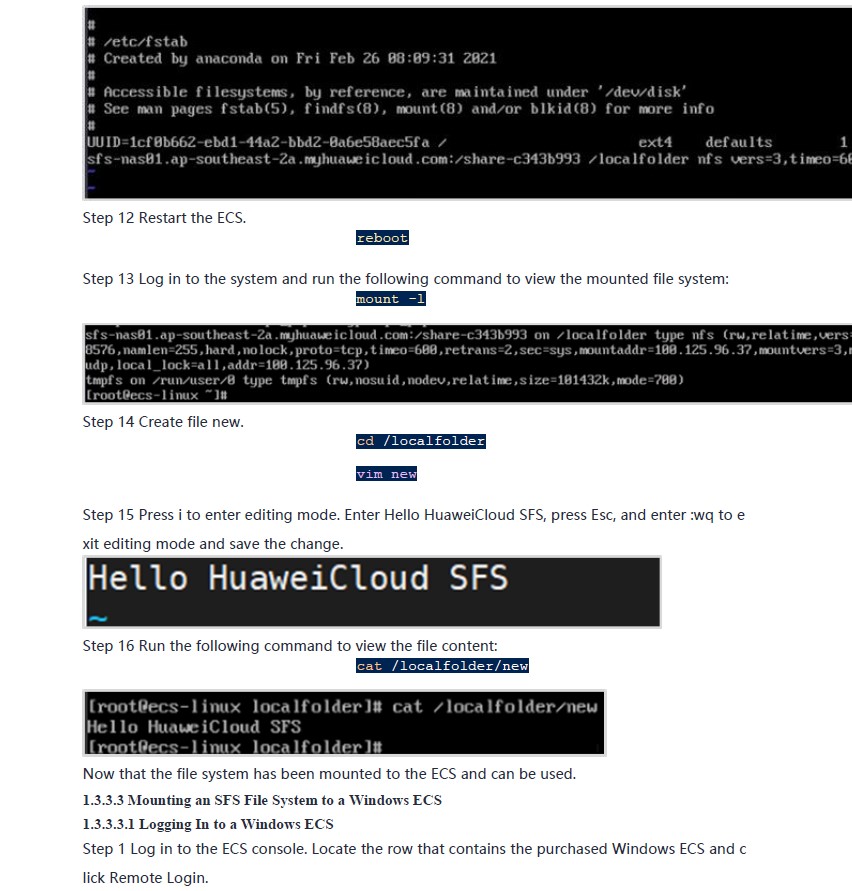 #
# /etc/fstab
# Created by anaconda on Fri Feb 26 08:09:31 2021
#
# Accessible filesystems, by reference, are maintained under '/dev/disk'
# See man pages fstab(5), findfs(8), mount(8) and/or blkid(8) for more info
#
UUID=1cf0b662-ebd1-44a2-bbd2-0a6e58aec5fa / ext4 defaults 1
sfs-nas01.ap-southeast-2a.myhuaweicloud.com:/share-c343b993 /localfolder nfs vers=3,timeo=60
Step 12 Restart the ECS.
reboot
Step 13 Log in to the system and run the following command to view the mounted file system:
mount -l
sfs-nas01.ap-southeast-2a.myhuaweicloud.com:/share-c343b993 on /localfolder type nfs (rw,relatime,vers=
8576,namlen=255,hard,nolock,proto=tcp,timeo=600,retrans=2,sec=sys,mountaddr=100.125.96.37,mountvers=3,
udp,local_lock=all,addr=100.125.96.37)
tmpfs on /run/user/0 type tmpfs (rw,nosuid,nodev,relatime,size=101432k,mode=700)
[root@ecs-linux ~]#
Step 14 Create file new.
cd /localfolder
vim new
Step 15 Press i to enter editing mode. Enter Hello HuaweiCloud SFS, press Esc, and enter :wq to e
xit editing mode and save the change.
Hello HuaweiCloud SFS
~
Step 16 Run the following command to view the file content:
cat /localfolder/new
[root@ecs-linux localfolder]# cat /localfolder/new
Hello HuaweiCloud SFS
[root@ecs-linux localfolder]#
Now that the file system has been mounted to the ECS and can be used.
1.3.3.3 Mounting an SFS File System to a Windows ECS
1.3.3.3.1 Logging In to a Windows ECS
Step 1 Log in to the ECS console. Locate the row that contains the purchased Windows ECS and c
lick Remote Login.